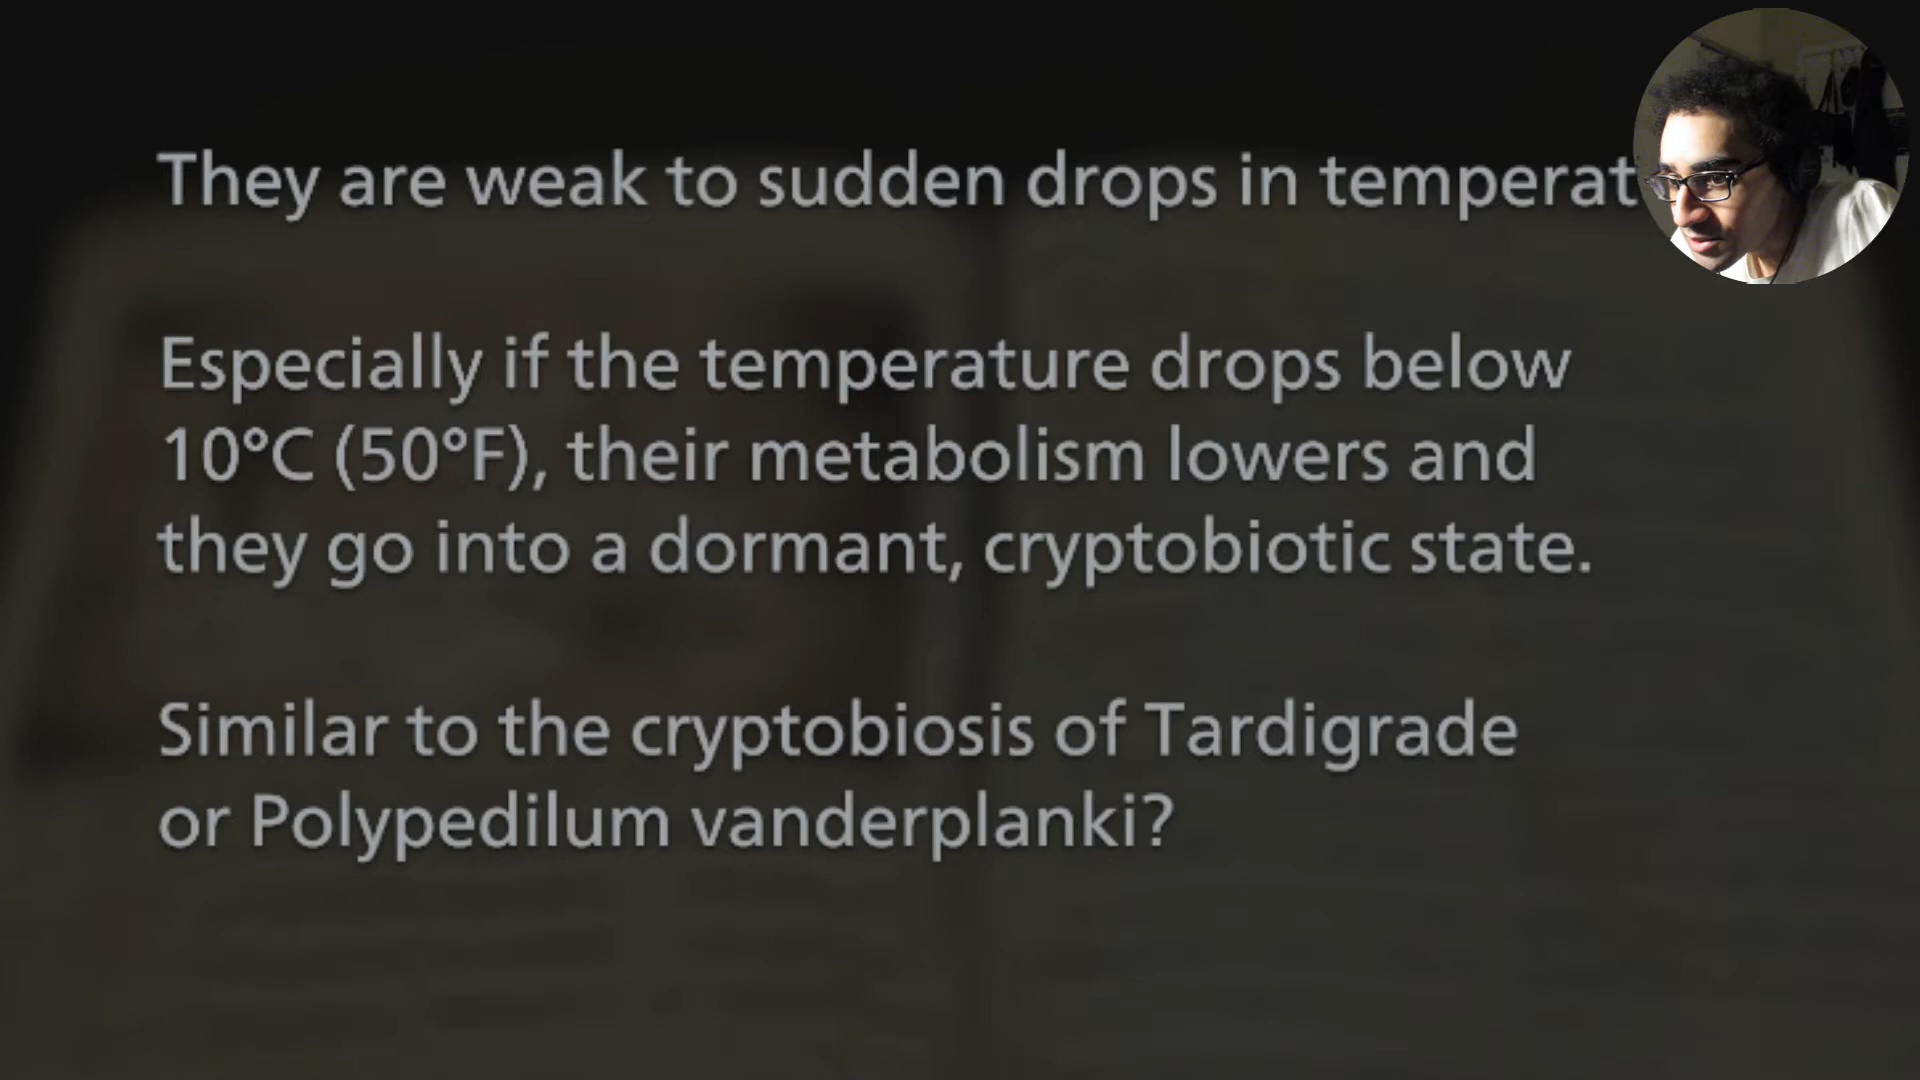 They are weak to sudden drops in
Especially if the temperature drops below
10°C (50°F), their metabolism lowers and
they go into a dormant, cryptobiotic state.
Similar to the cryptobiosis of Tardigrade
or Polypedilum vanderplanki?